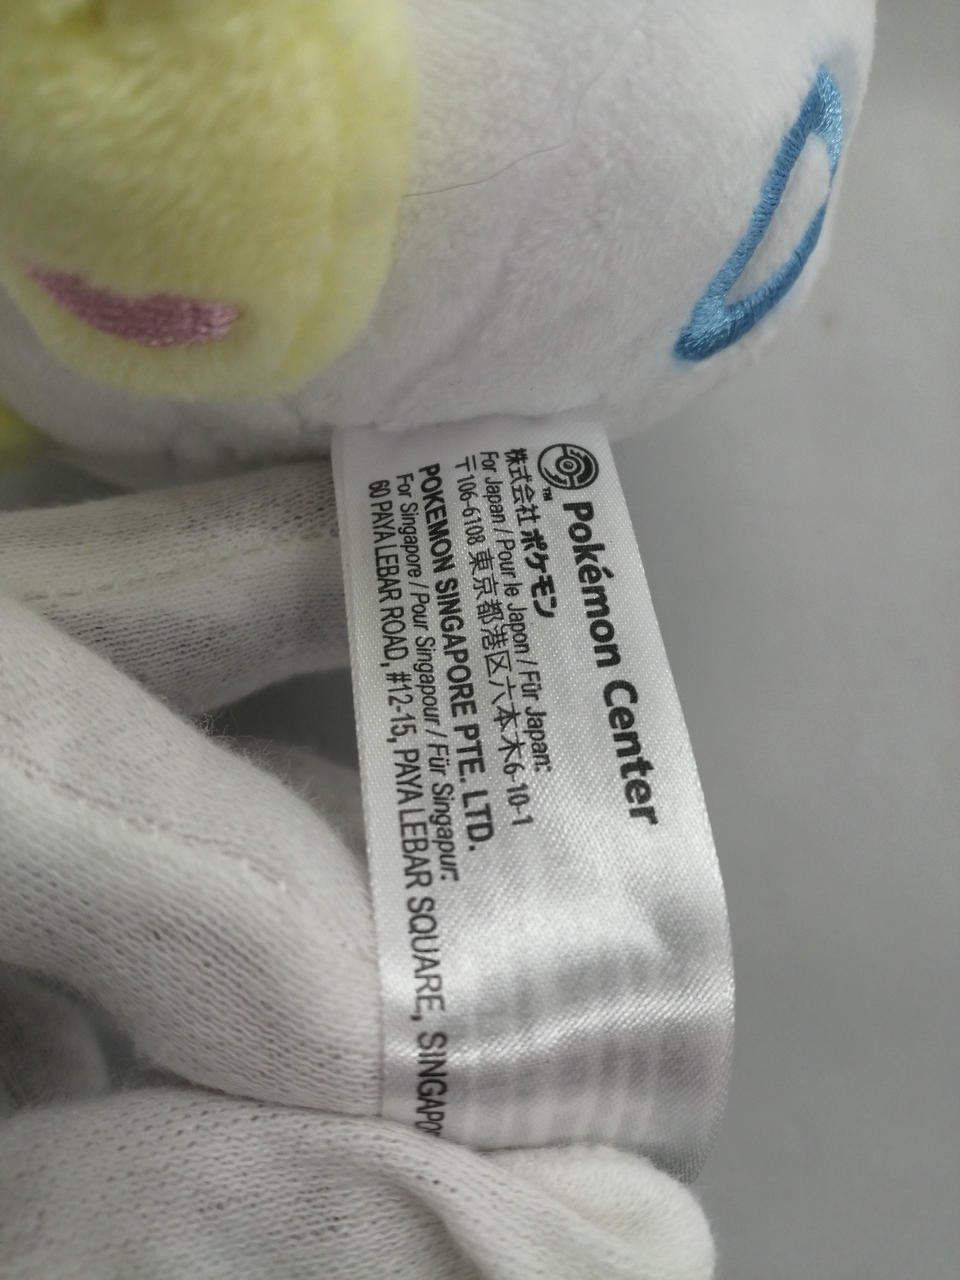 Pokémon Center
TM
株式会社ポケモン
For Japan / Pour le Japon / Für Japan:
〒106-6108 東京都港区六本木6-10-1
POKEMON SINGAPORE PTE. LTD.
For Singapore / Pour Singapour / Für Singapur:
60 PAYA LEBAR ROAD, #12-15, PAYA LEBAR SQUARE, SINGAPO